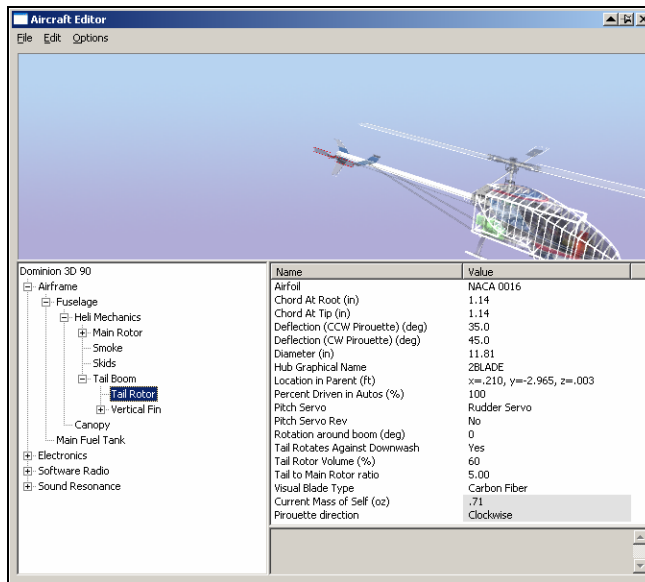 Aircraft Editor
File Edit Options
Dominion 3D 90
Airframe
Fuselage
Heli Mechanics
Main Rotor
Smoke
Skids
Tail Boom
Tail Rotor
Vertical Fin
Canopy
Main Fuel Tank
Electronics
Software Radio
Sound Resonance
Name Value
Airfoil NACA 0016
Chord At Root (in) 1.14
Chord At Tip (in) 1.14
Deflection (CCW Pirouette) (deg) 35.0
Deflection (CW Pirouette) (deg) 45.0
Diameter (in) 11.81
Hub Graphical Name 2BLADE
Location in Parent (ft) x=.210, y=-2.965, z=.003
Percent Driven in Autos (%) 100
Pitch Servo Rudder Servo
Pitch Servo Rev No
Rotation around boom (deg) 0
Tail Rotates Against Downwash Yes
Tail Rotor Volume (%) 60
Tail to Main Rotor ratio 5.00
Visual Blade Type Carbon Fiber
Current Mass of Self (oz) .71
Pirouette direction Clockwise